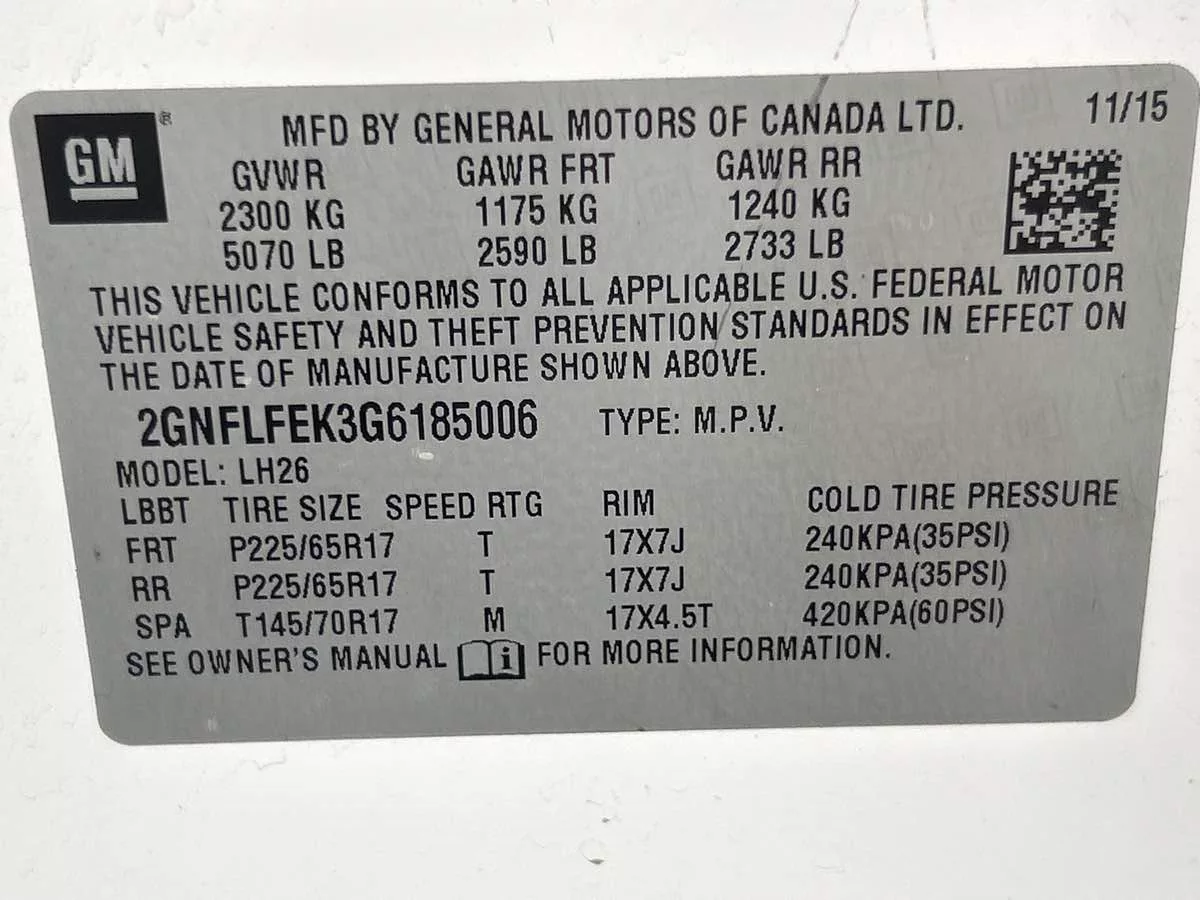 GM ®
MFD BY GENERAL MOTORS OF CANADA LTD. 11/15
GVWR GAWR FRT GAWR RR
2300 KG 1175 KG 1240 KG
5070 LB 2590 LB 2733 LB
THIS VEHICLE CONFORMS TO ALL APPLICABLE U.S. FEDERAL MOTOR
VEHICLE SAFETY AND THEFT PREVENTION STANDARDS IN EFFECT ON
THE DATE OF MANUFACTURE SHOWN ABOVE.
2GNFLFEK3G6185006 TYPE: M.P.V.
MODEL: LH26
LBBT TIRE SIZE SPEED RTG RIM COLD TIRE PRESSURE
FRT P225/65R17 T 17X7J 240KPA(35PSI)
RR P225/65R17 T 17X7J 240KPA(35PSI)
SPA T145/70R17 M 17X4.5T 420KPA(60PSI)
SEE OWNER'S MANUAL i FOR MORE INFORMATION.